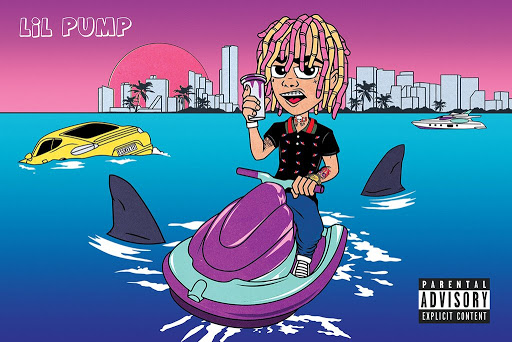 LiL PUMP
PARENTAL
ADVISORY
EXPLICIT CONTENT